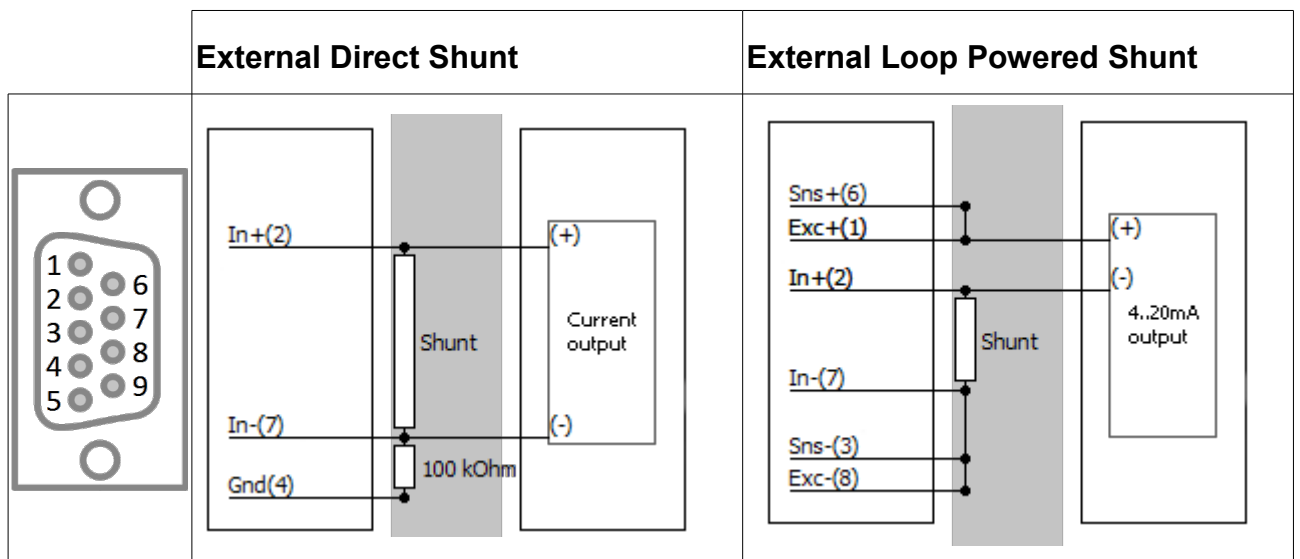 External Direct Shunt
External Loop Powered Shunt
1
6
2
7
3
8
4
9
5
In+(2)
(+)
Shunt
Current
output
In-(7)
(-)
100 kOhm
Gnd(4)
Sns+(6)
Exc+(1)
(+)
In+(2)
(-)
4..20mA
output
Shunt
In-(7)
Sns-(3)
Exc-(8)